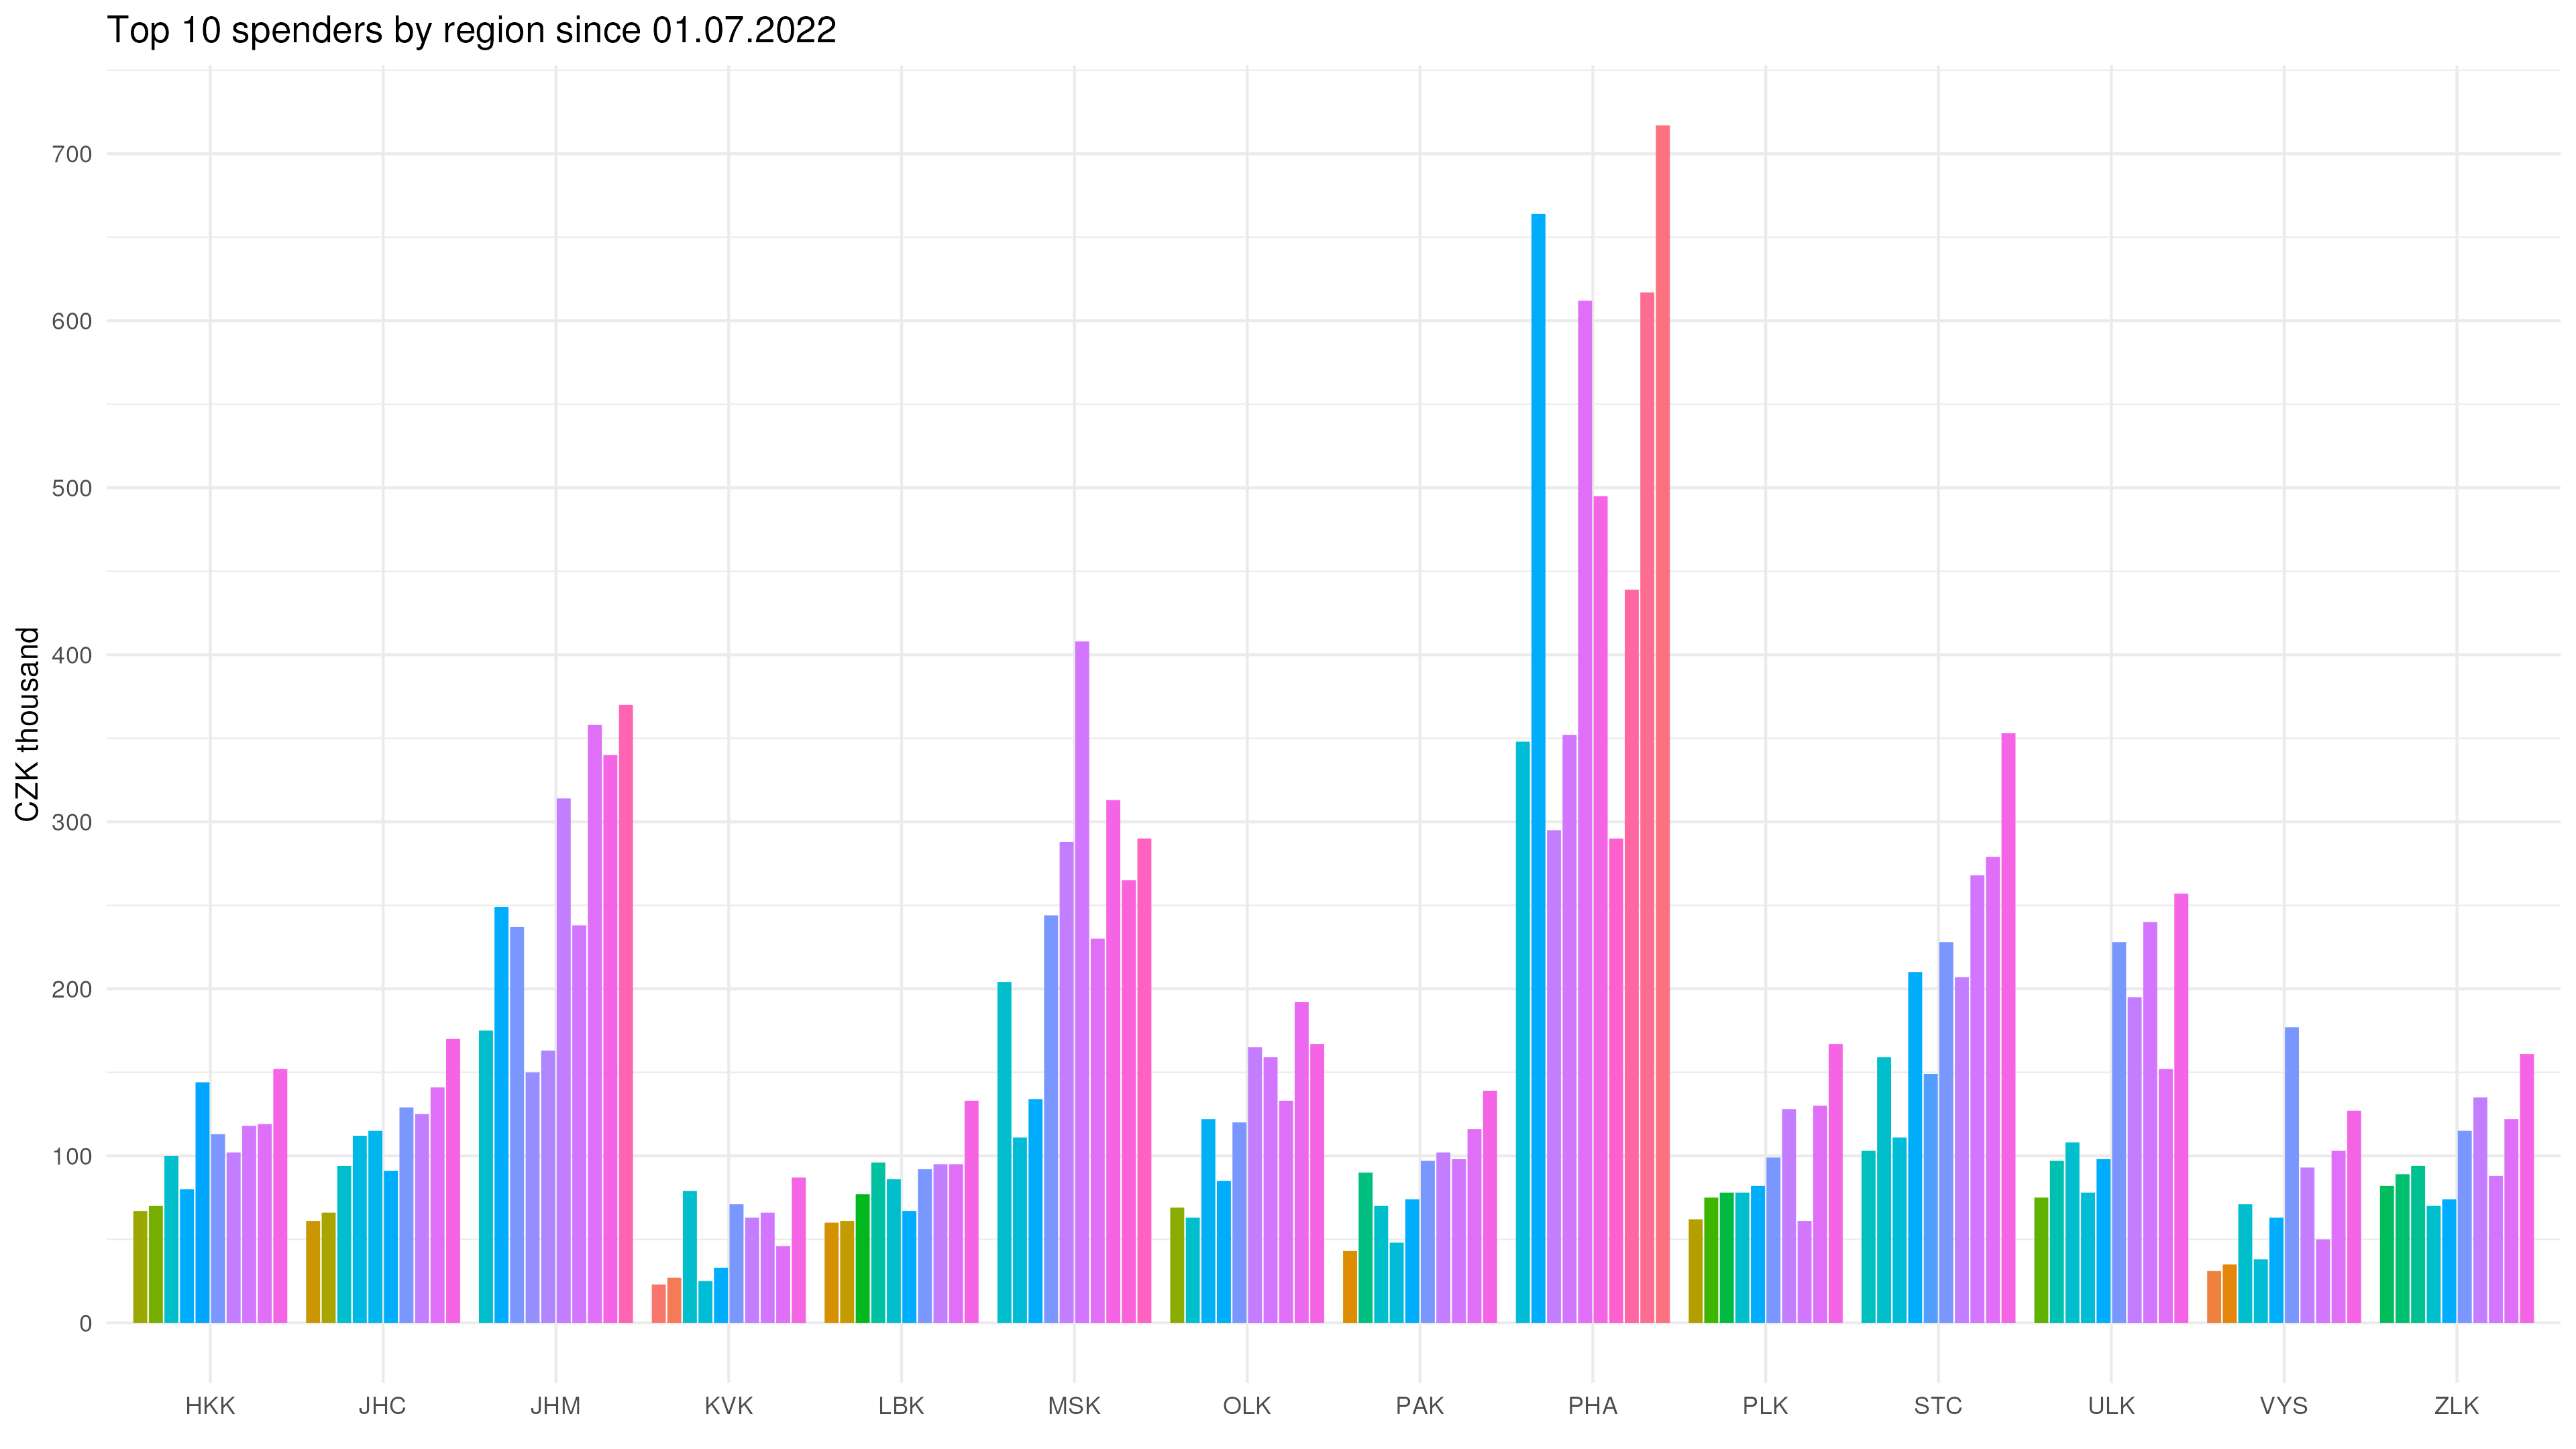 Top 10 spenders by region since 01.07.2022
CZK thousand
700
600
500
400
300
200
100
0
HKK JHC JHM KVK LBK MSK OLK PAK PHA PLK STC ULK VYS ZLK